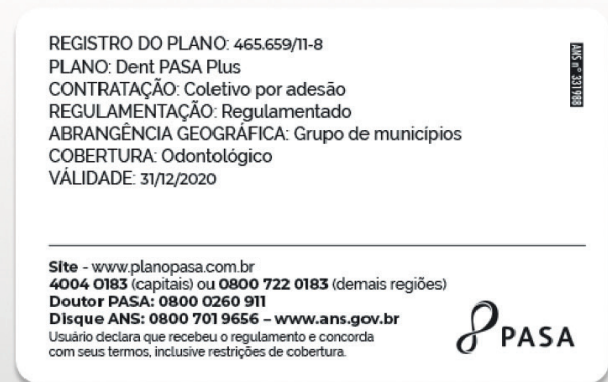 REGISTRO DO PLANO: 465.659/11-8
PLANO: Dent PASA Plus
CONTRATAÇÃO: Coletivo por adesão
REGULAMENTAÇÃO: Regulamentado
ABRANGÊNCIA GEOGRÁFICA: Grupo de municípios
COBERTURA: Odontológico
VÁLIDADE: 31/12/2020
ANS nº 331988
Site - www.planopasa.com.br
4004 0183 (capitais) ou 0800 722 0183 (demais regiões)
Doutor PASA: 0800 0260 911
Disque ANS: 0800 701 9656 – www.ans.gov.br
Usuário declara que recebeu o regulamento e concorda
com seus termos, inclusive restrições de cobertura.
PASA